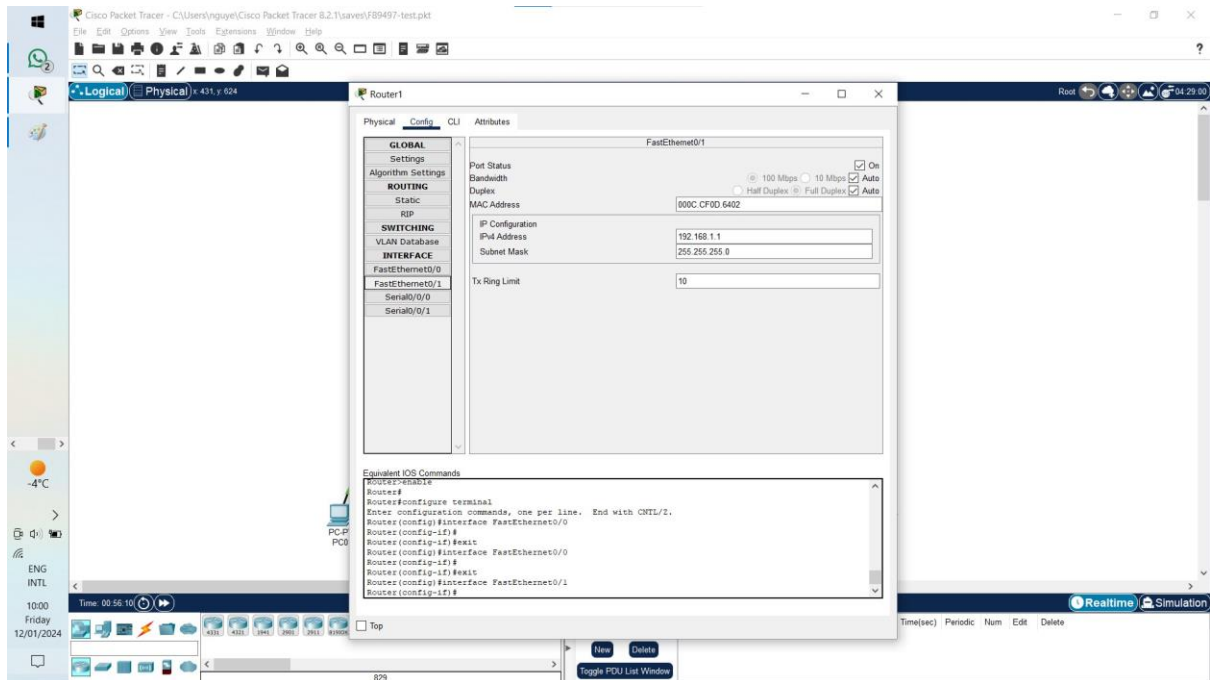 Cisco Packet Tracer - C:\Users\nguye\Cisco Packet Tracer 8.2.1\saves\F89497-test.pkt
File Edit Options View Tools Extensions Window Help
?
2
Logical Physical x: 431, y: 624
Root 04:29:00
Router1
Physical Config CLI Attributes
GLOBAL
Settings
Algorithm Settings
ROUTING
Static
RIP
SWITCHING
VLAN Database
INTERFACE
FastEthernet0/0
FastEthernet0/1
Serial0/0/0
Serial0/0/1
FastEthernet0/1
Port Status On
Bandwidth 100 Mbps 10 Mbps Auto
Duplex Half Duplex Full Duplex Auto
MAC Address 000C.CF0D.6402
IP Configuration
IPv4 Address 192.168.1.1
Subnet Mask 255.255.255.0
Tx Ring Limit 10
Equivalent IOS Commands
Router>enable
Router#
Router#configure terminal
Enter configuration commands, one per line. End with CNTL/Z.
Router(config)#interface FastEthernet0/0
Router(config-if)#
Router(config-if)#exit
Router(config)#interface FastEthernet0/0
Router(config-if)#
Router(config-if)#exit
Router(config)#interface FastEthernet0/1
Router(config-if)#
Top
PC-P
PC0
-4°C
ENG
INTL
10:00
Friday
12/01/2024
Time: 00:56:10
Realtime Simulation
4331 4321 1941 2901 2911
829
New Delete
Toggle PDU List Window
Time(sec) Periodic Num Edit Delete